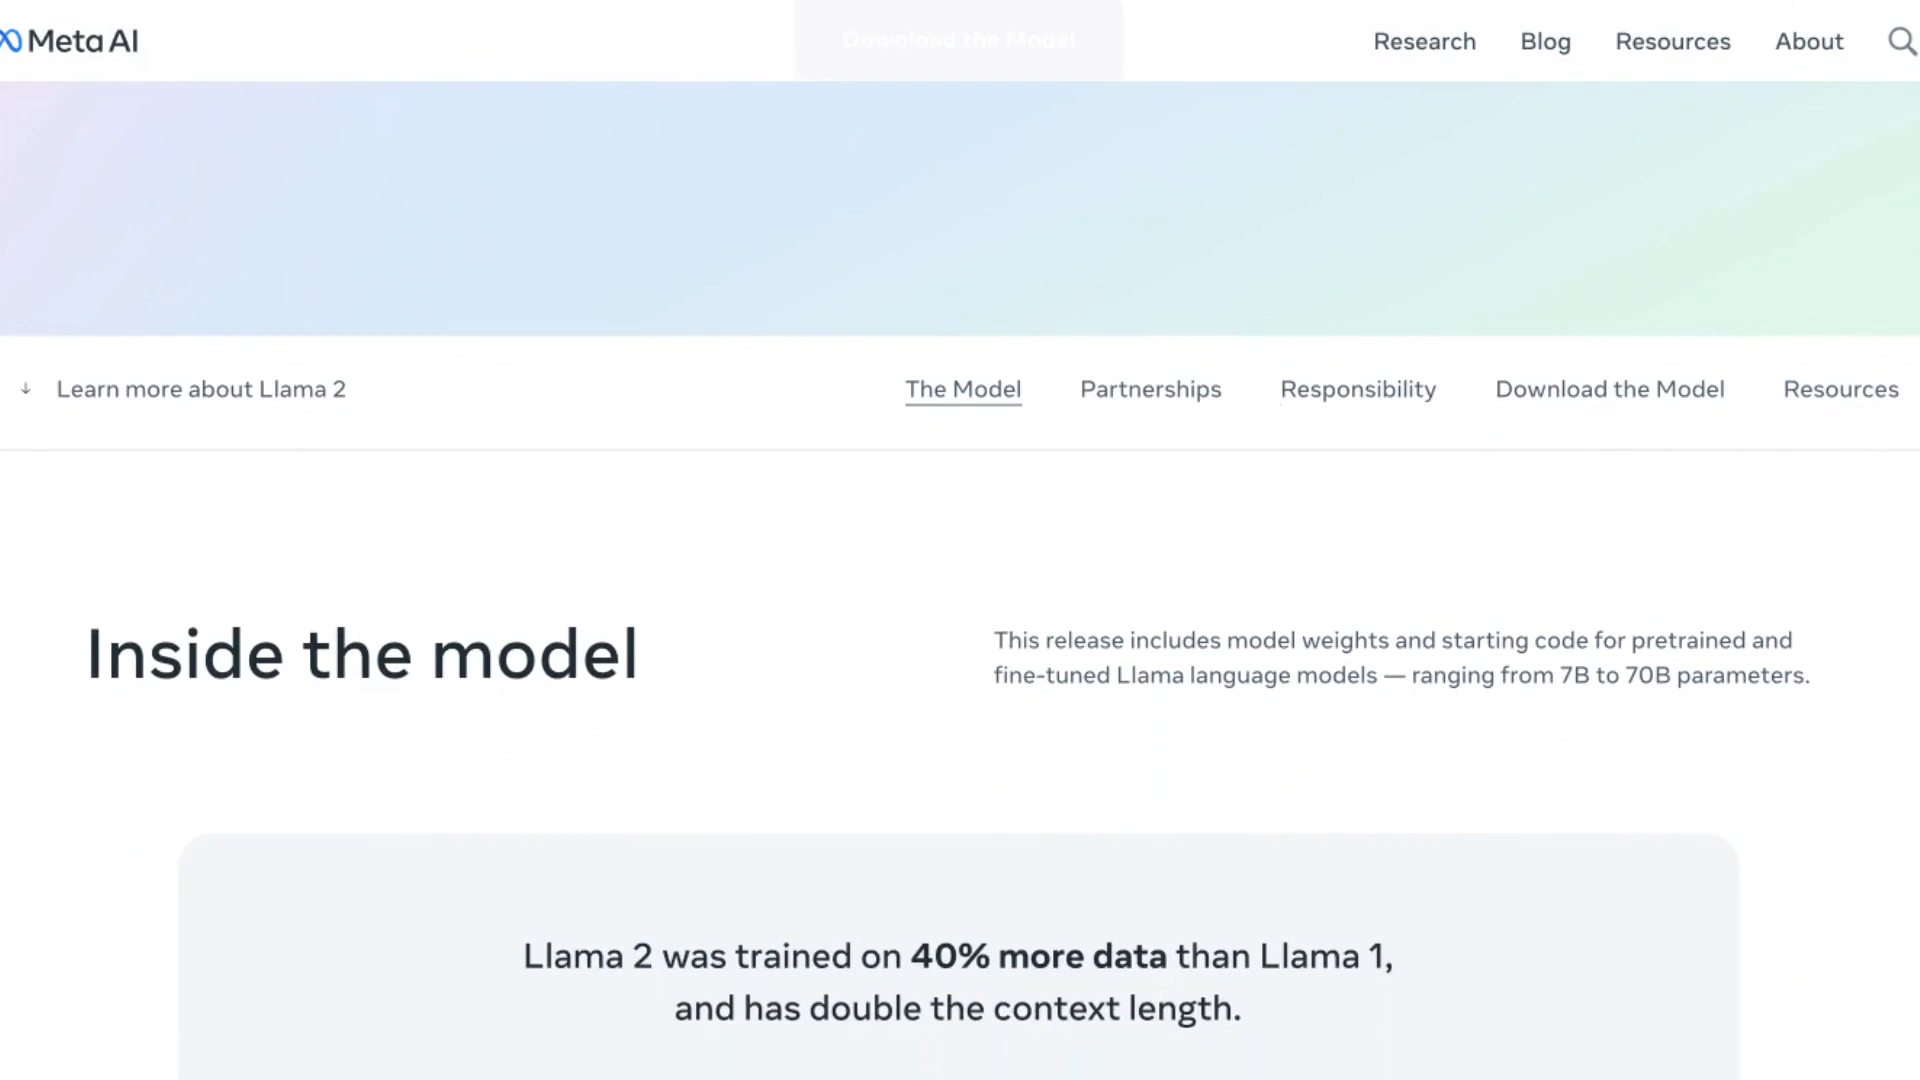 Meta AI
Download the Model
Research
Blog
Resources
About
Learn more about Llama 2
The Model
Partnerships
Responsibility
Download the Model
Resources
Inside the model
This release includes model weights and starting code for pretrained and
fine-tuned Llama language models — ranging from 7B to 70B parameters.
Llama 2 was trained on 40% more data than Llama 1,
and has double the context length.